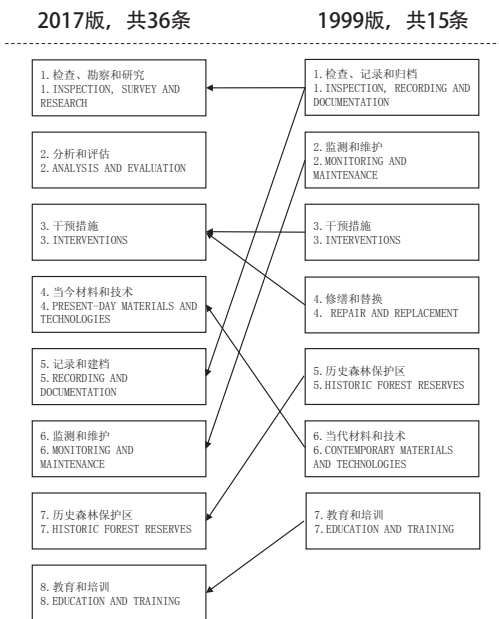 2017版，共36条
1999版，共15条
1.检查、勘察和研究
1.INSPECTION, SURVEY AND
RESEARCH
2.分析和评估
2.ANALYSIS AND EVALUATION
3.干预措施
3.INTERVENTIONS
4.当今材料和技术
4.PRESENT-DAY MATERIALS AND
TECHNOLOGIES
5.记录和建档
5.RECORDING AND
DOCUMENTATION
6.监测和维护
6.MONITORING AND
MAINTENANCE
7.历史森林保护区
7.HISTORIC FOREST RESERVES
8.教育和培训
8.EDUCATION AND TRAINING
1.检查、记录和归档
1.INSPECTION, RECORDING AND
DOCUMENTATION
2.监测和维护
2.MONITORING AND
MAINTENANCE
3.干预措施
3.INTERVENTIONS
4.修缮和替换
4. REPAIR AND REPLACEMENT
5.历史森林保护区
5.HISTORIC FOREST RESERVES
6.当代材料和技术
6.CONTEMPORARY MATERIALS
AND TECHNOLOGIES
7.教育和培训
7.EDUCATION AND TRAINING